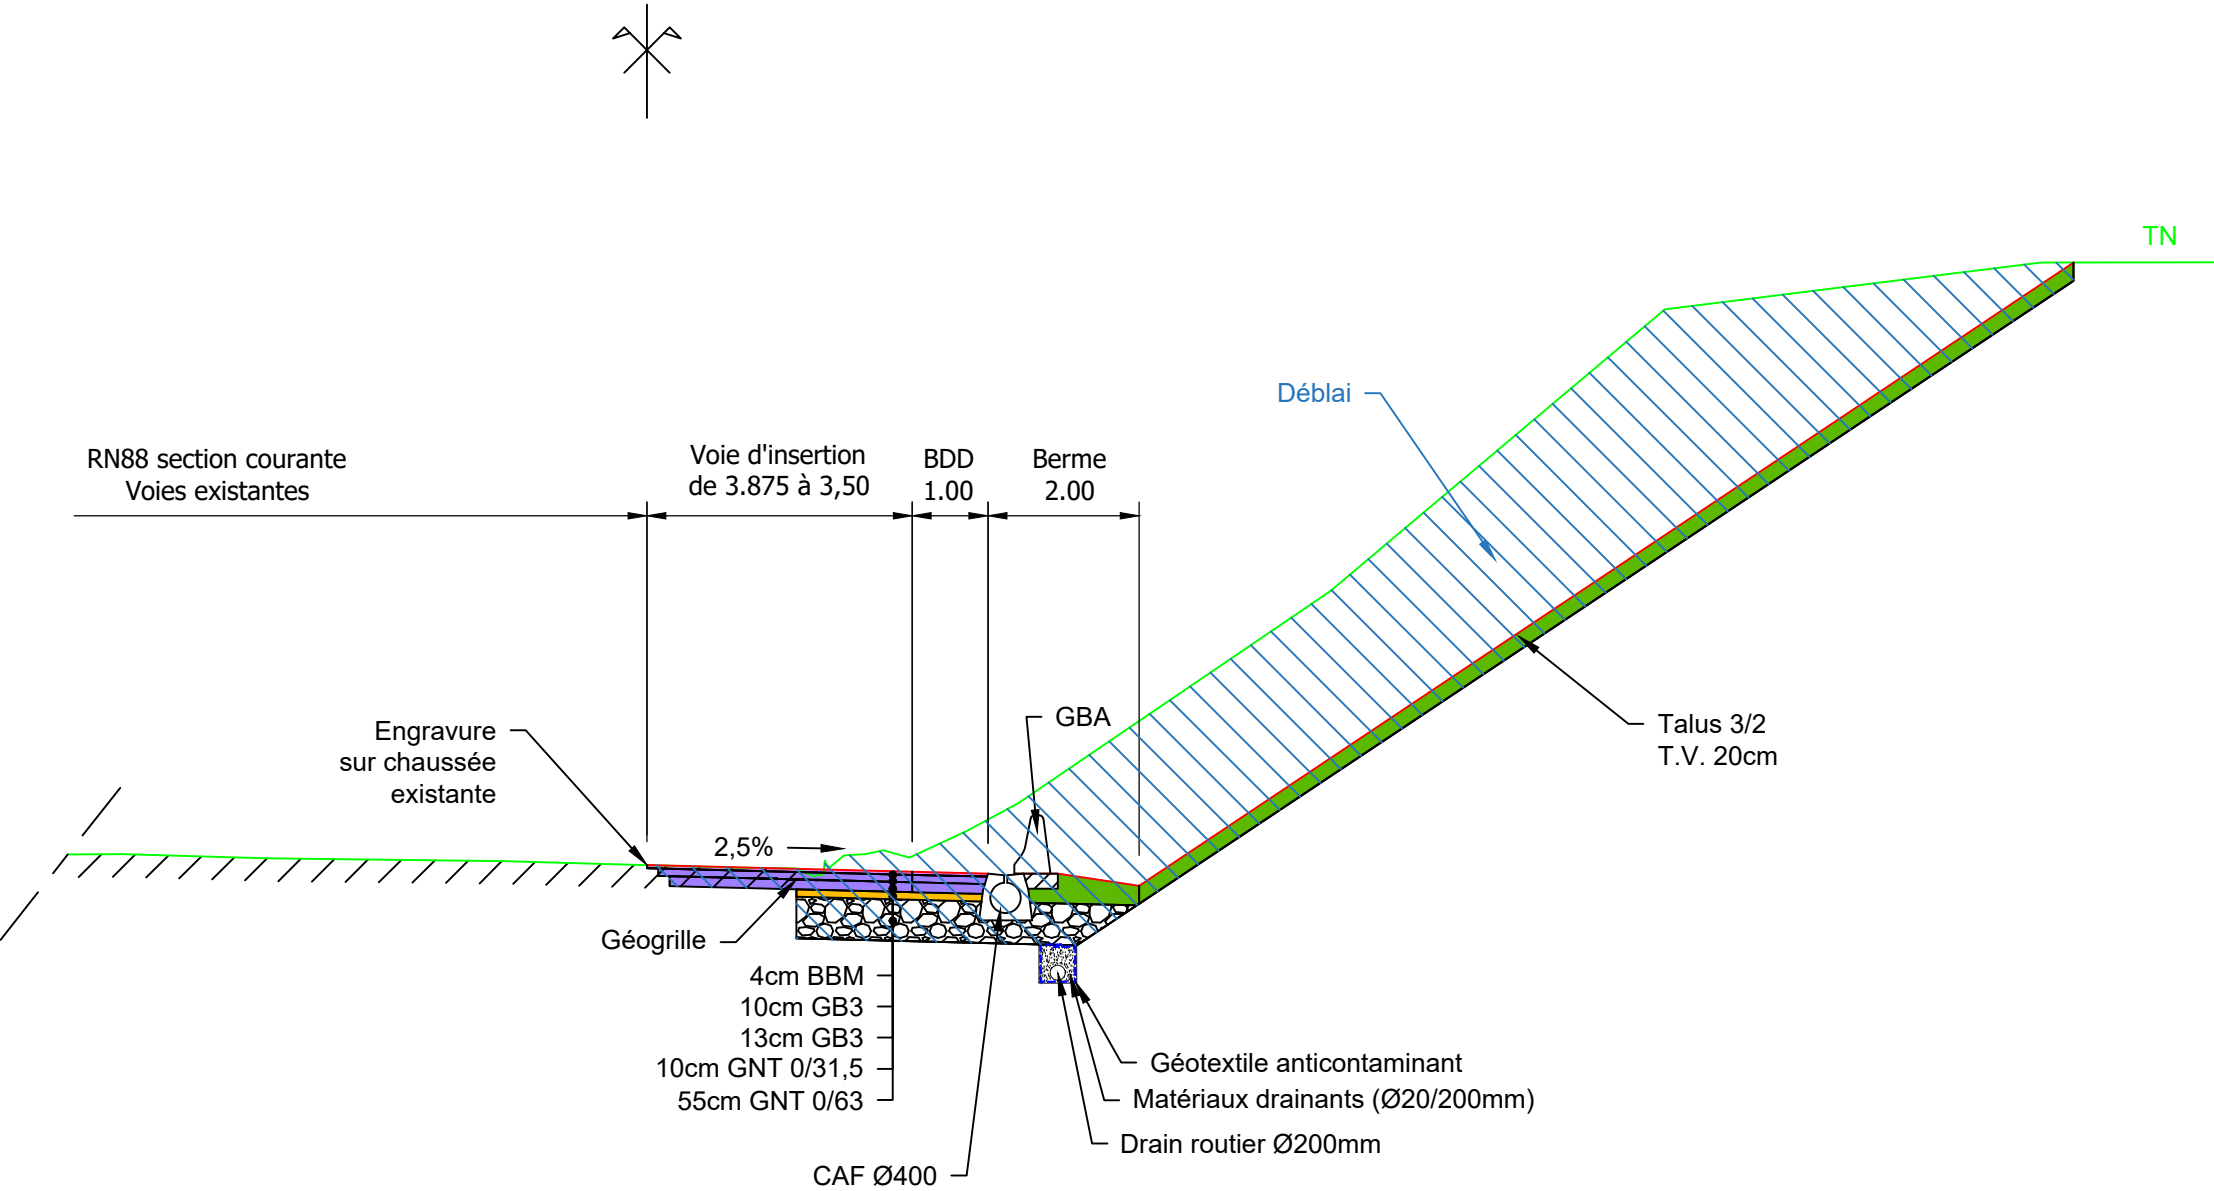 TN
Déblai
RN88 section courante
Voies existantes
Voie d'insertion
de 3.875 à 3,50
BDD
1.00
Berme
2.00
Engravure
sur chaussée
existante
GBA
Talus 3/2
T.V. 20cm
2,5%
Géogrille
4cm BBM
10cm GB3
13cm GB3
10cm GNT 0/31,5
55cm GNT 0/63
Géotextile anticontaminant
Matériaux drainants (Ø20/200mm)
Drain routier Ø200mm
CAF Ø400